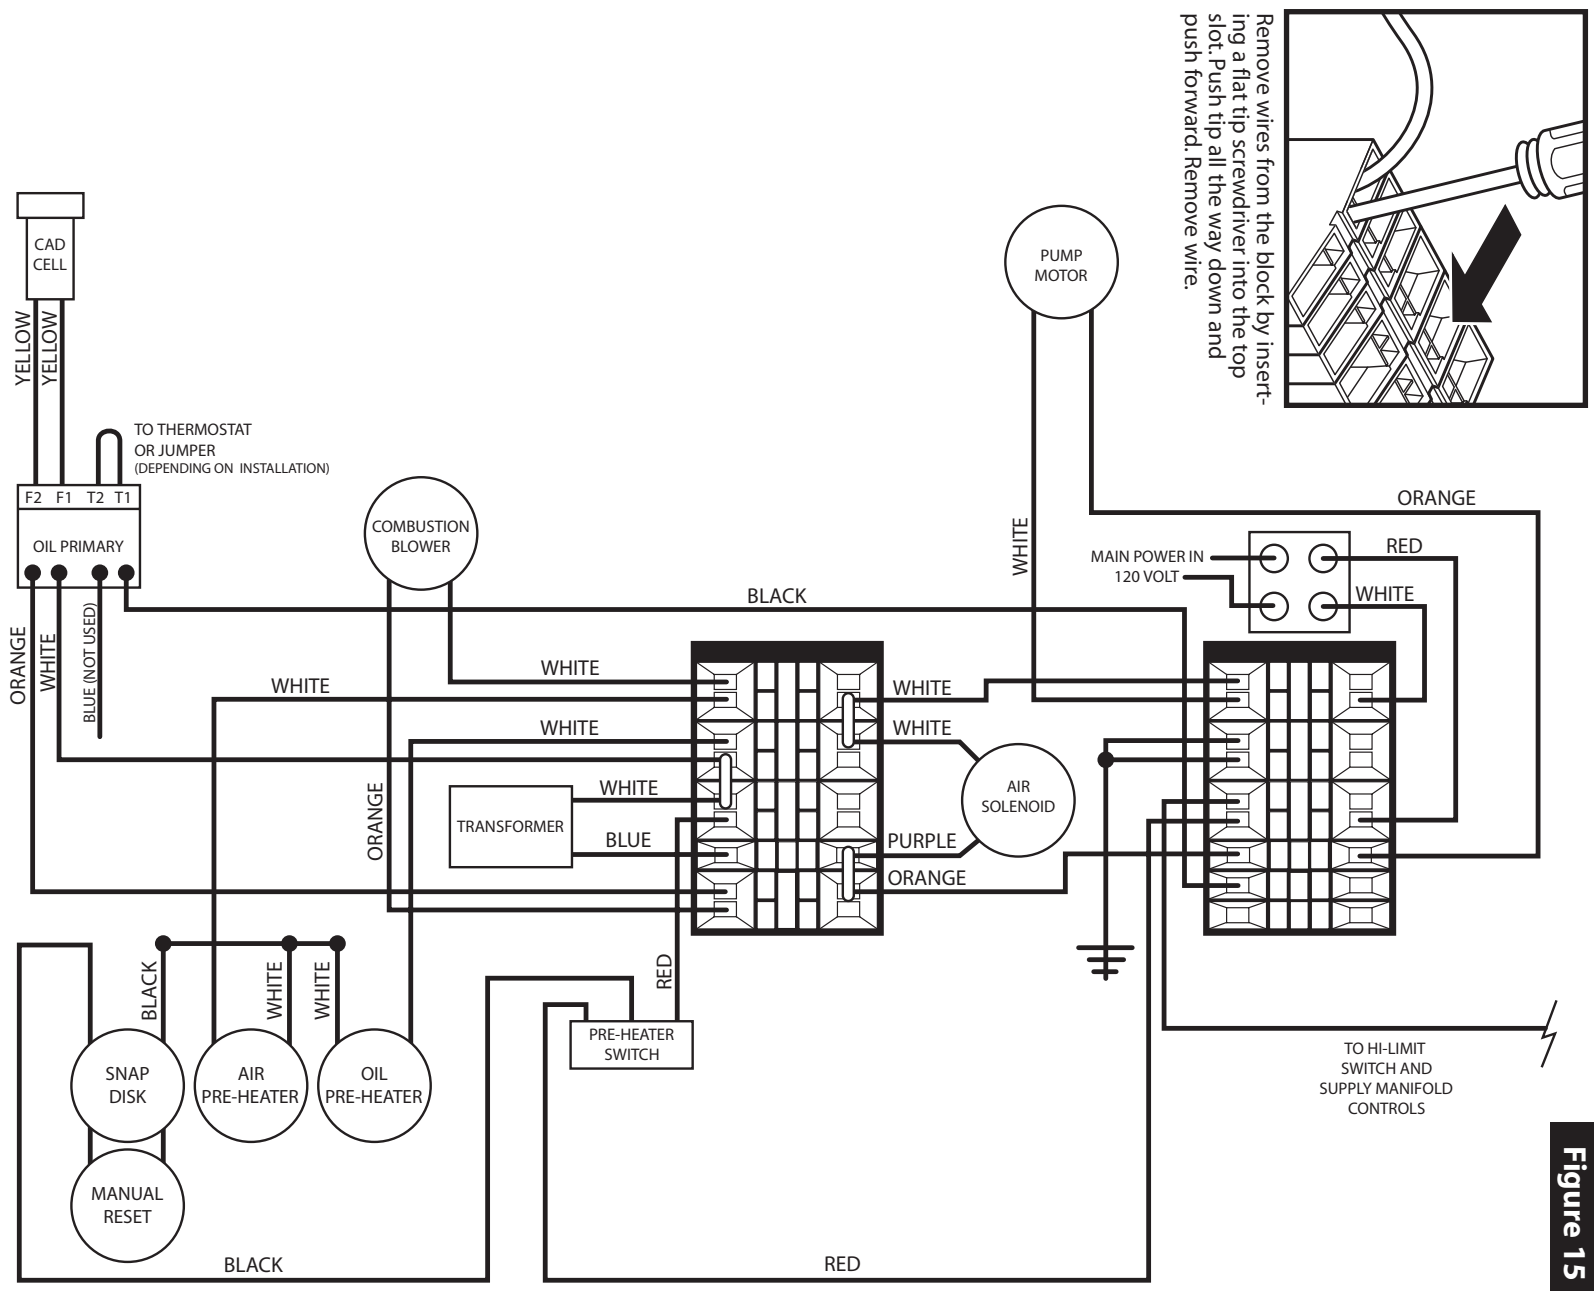 Remove wires from the block by insert-
ing a flat tip screwdriver into the top
slot. Push tip all the way down and
push forward. Remove wire.
CAD
CELL
YELLOW
YELLOW
TO THERMOSTAT
OR JUMPER
(DEPENDING ON INSTALLATION)
F2 F1 T2 T1
OIL PRIMARY
ORANGE
WHITE
BLUE (NOT USED)
COMBUSTION
BLOWER
PUMP
MOTOR
WHITE
ORANGE
MAIN POWER IN
120 VOLT
RED
WHITE
BLACK
WHITE
WHITE
WHITE
WHITE
BLUE
ORANGE
TRANSFORMER
WHITE
WHITE
PURPLE
ORANGE
AIR
SOLENOID
RED
BLACK
WHITE
WHITE
SNAP
DISK
AIR
PRE-HEATER
OIL
PRE-HEATER
MANUAL
RESET
PRE-HEATER
SWITCH
BLACK
RED
TO HI-LIMIT
SWITCH AND
SUPPLY MANIFOLD
CONTROLS
Figure 15